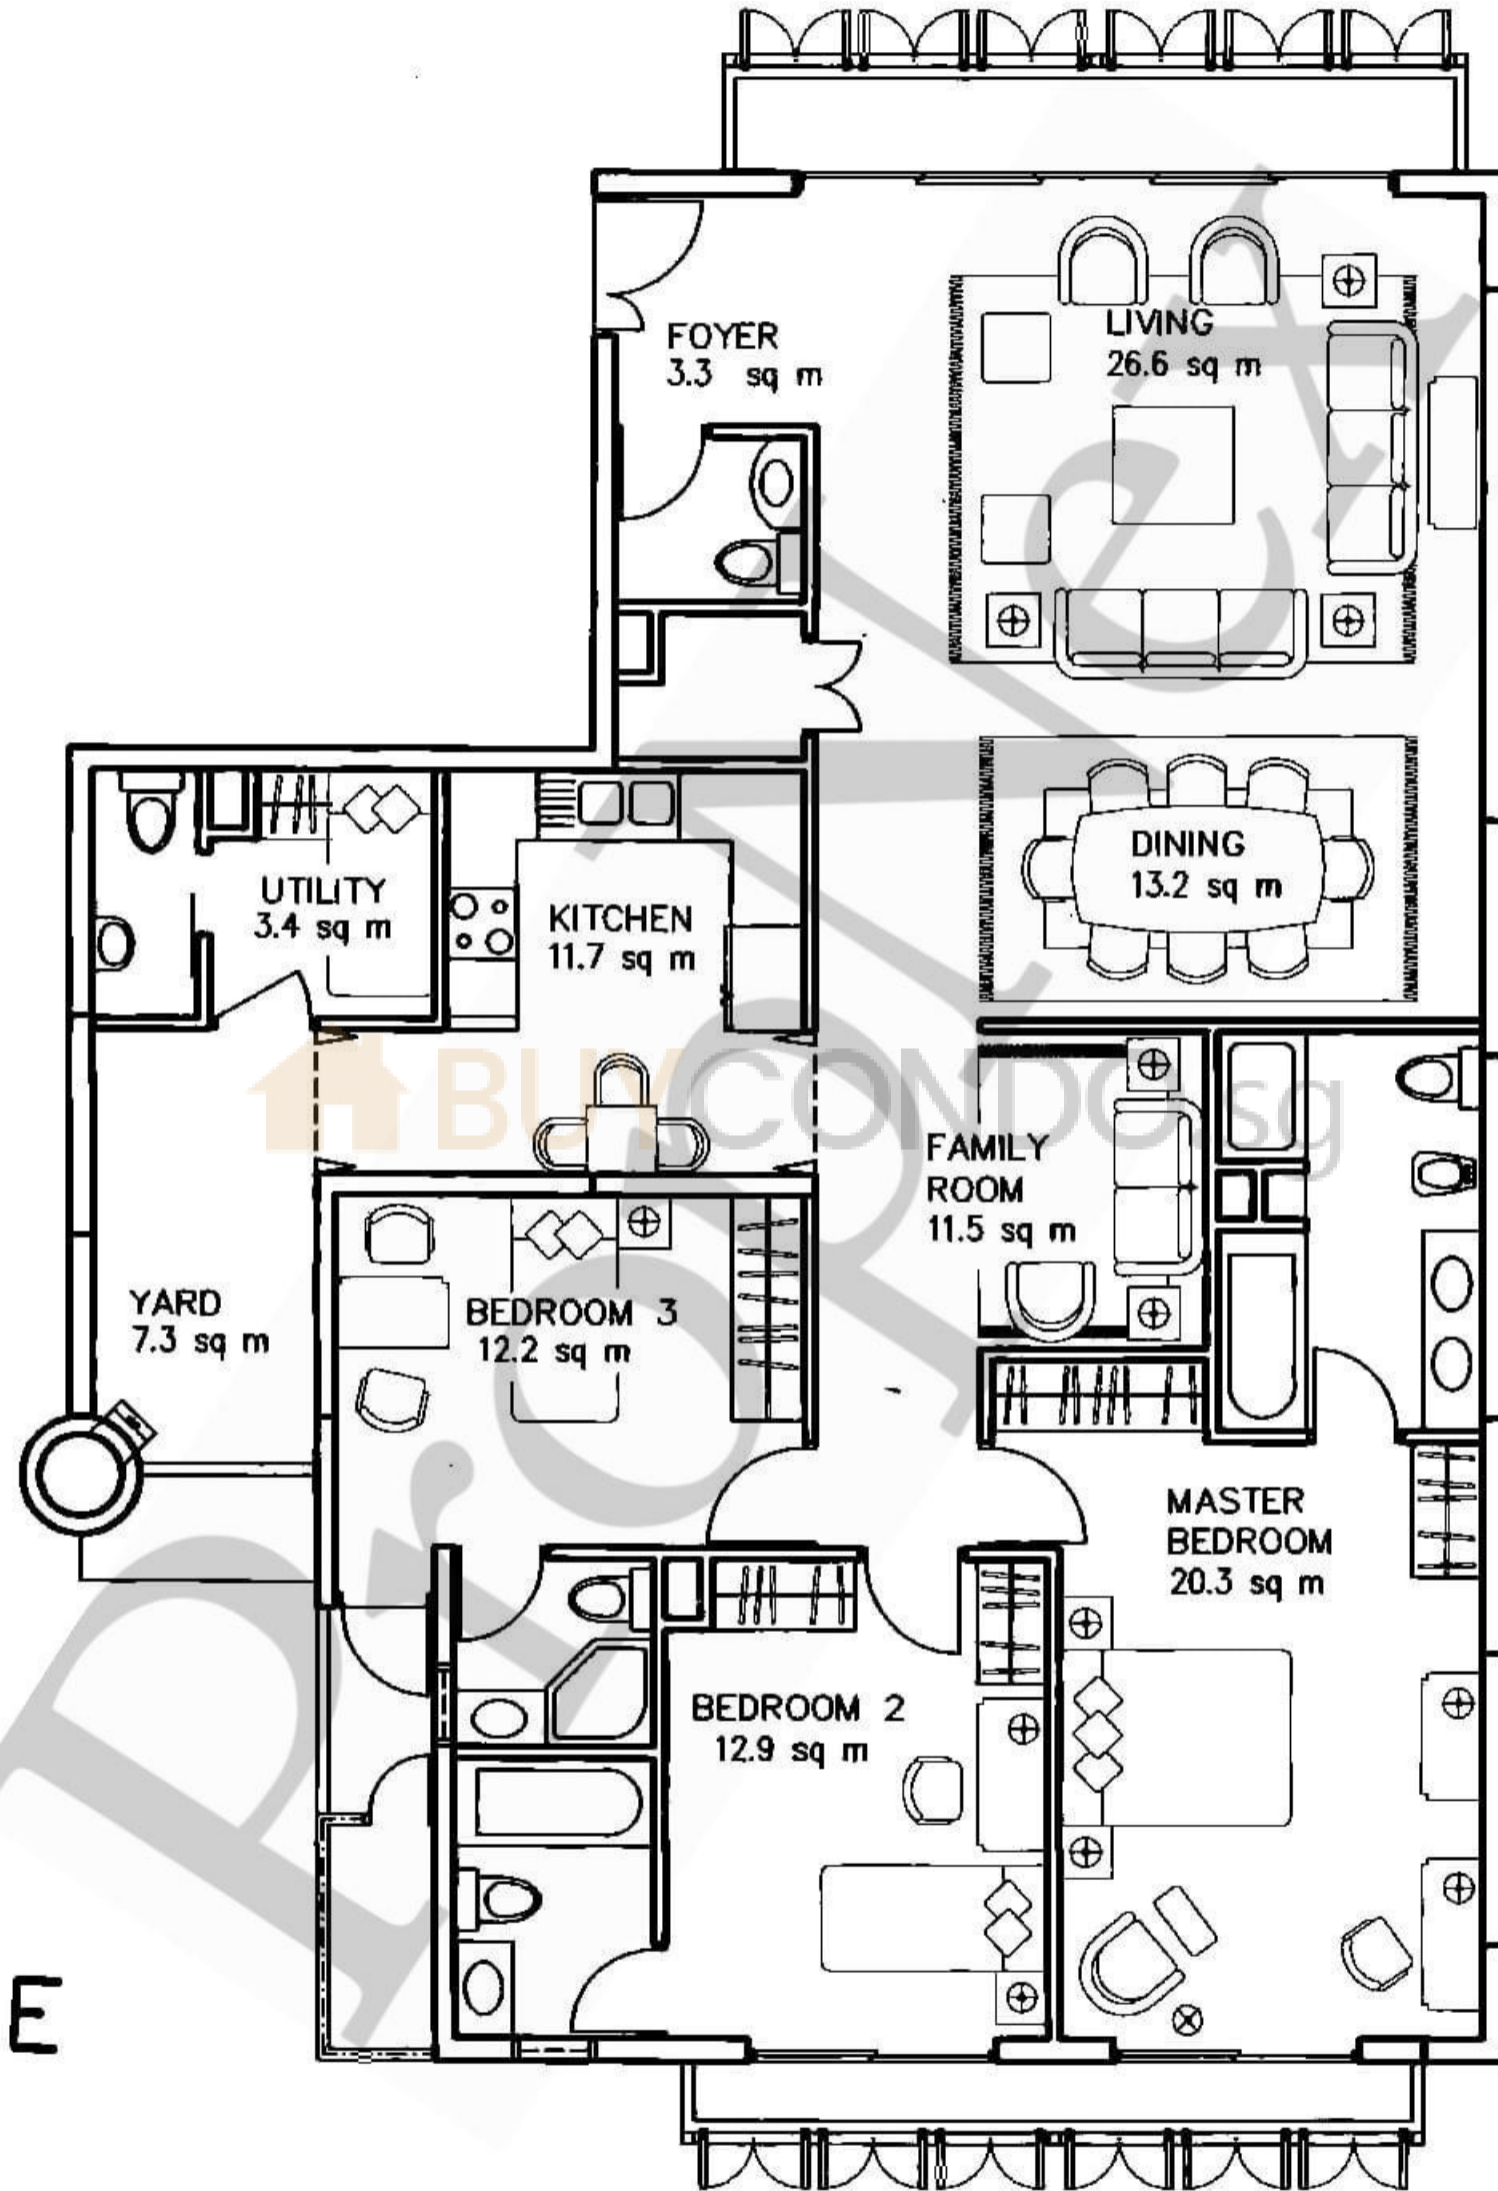 FOYER
3.3 sq m
LIVING
26.6 sq m
DINING
13.2 sq m
UTILITY
3.4 sq m
KITCHEN
11.7 sq m
BUYCONDO.sg
FAMILY
ROOM
11.5 sq m
YARD
7.3 sq m
BEDROOM 3
12.2 sq m
MASTER
BEDROOM
20.3 sq m
BEDROOM 2
12.9 sq m
E
PropNex